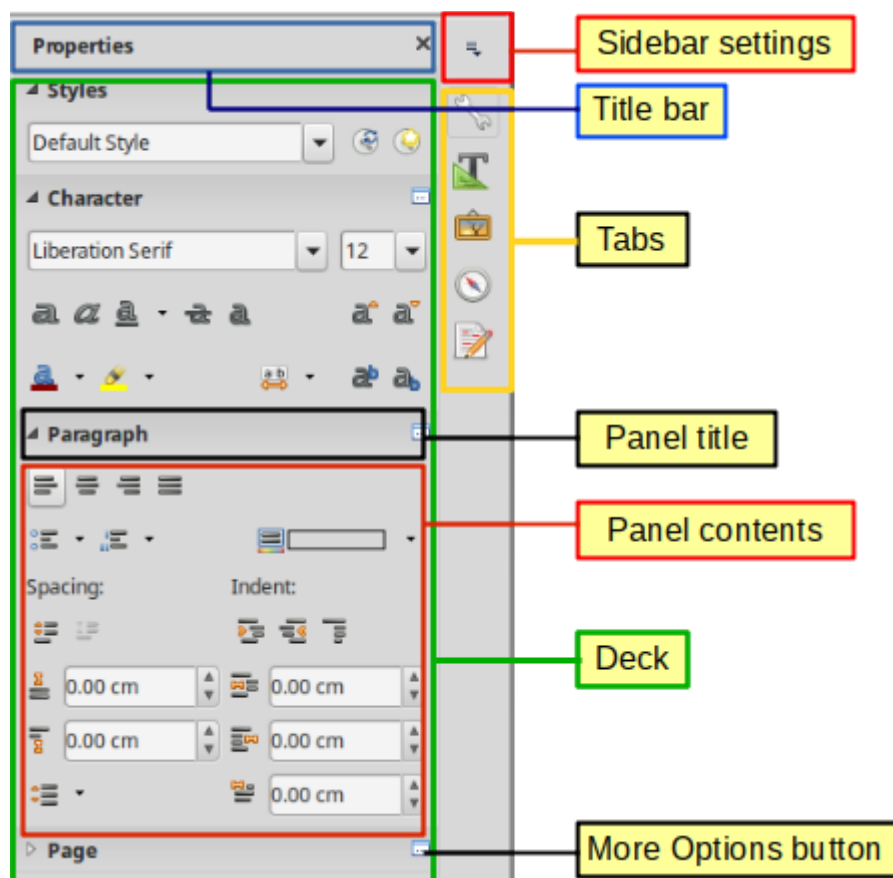 Properties
Sidebar settings
Styles
Title bar
Default Style
Character
Tabs
Liberation Serif 12
Paragraph
Panel title
Panel contents
Spacing: Indent:
Deck
0.00 cm 0.00 cm
0.00 cm 0.00 cm
0.00 cm
Page
More Options button